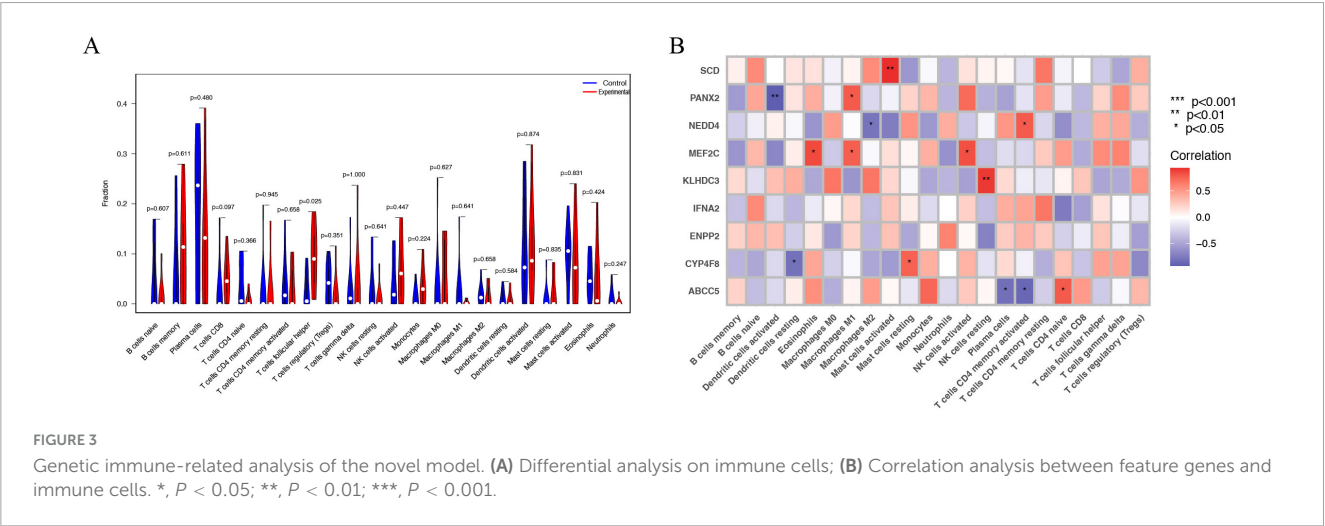 A
B
Control
Experimental
Fraction
0.4
0.3
0.2
0.1
0.0
p=0.607
p=0.611
p=0.480
p=0.097
p=0.366
p=0.945
p=0.658
p=0.025
p=0.351
p=1.000
p=0.641
p=0.447
p=0.224
p=0.627
p=0.641
p=0.658
p=0.584
p=0.874
p=0.835
p=0.831
p=0.424
p=0.247
B cells naive
B cells memory
Plasma cells
T cells CD8
T cells CD4 naive
T cells CD4 memory resting
T cells CD4 memory activated
T cells follicular helper
T cells regulatory (Tregs)
T cells gamma delta
NK cells resting
NK cells activated
Monocytes
Macrophages M0
Macrophages M1
Macrophages M2
Dendritic cells resting
Dendritic cells activated
Mast cells resting
Mast cells activated
Eosinophils
Neutrophils
SCD
PANX2
NEDD4
MEF2C
KLHDC3
IFNA2
ENPP2
CYP4F8
ABCC5
**
** *
* *
* * *
**
* *
* * *
B cells memory
B cells naive
Dendritic cells activated
Dendritic cells resting
Eosinophils
Macrophages M0
Macrophages M1
Macrophages M2
Mast cells activated
Mast cells resting
Monocytes
Neutrophils
NK cells activated
NK cells resting
Plasma cells
T cells CD4 memory activated
T cells CD4 memory resting
T cells CD4 naive
T cells CD8
T cells follicular helper
T cells gamma delta
T cells regulatory (Tregs)
*** p<0.001
** p<0.01
* p<0.05
Correlation
0.5
0.0
−0.5
FIGURE 3
Genetic immune-related analysis of the novel model. (A) Differential analysis on immune cells; (B) Correlation analysis between feature genes and
immune cells. *, P < 0.05; **, P < 0.01; ***, P < 0.001.